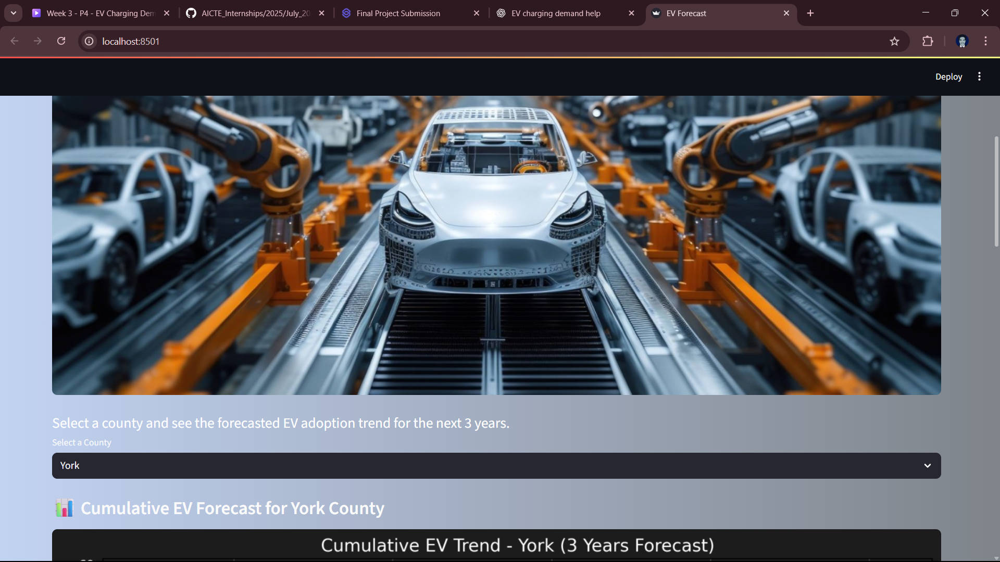 Week 3 - P4 - EV Charging Dem
AICTE_Internships/2025/July_20
Final Project Submission
EV charging demand help
EV Forecast
localhost:8501
Deploy
Select a county and see the forecasted EV adoption trend for the next 3 years.
Select a County
York
Cumulative EV Forecast for York County
Cumulative EV Trend - York (3 Years Forecast)